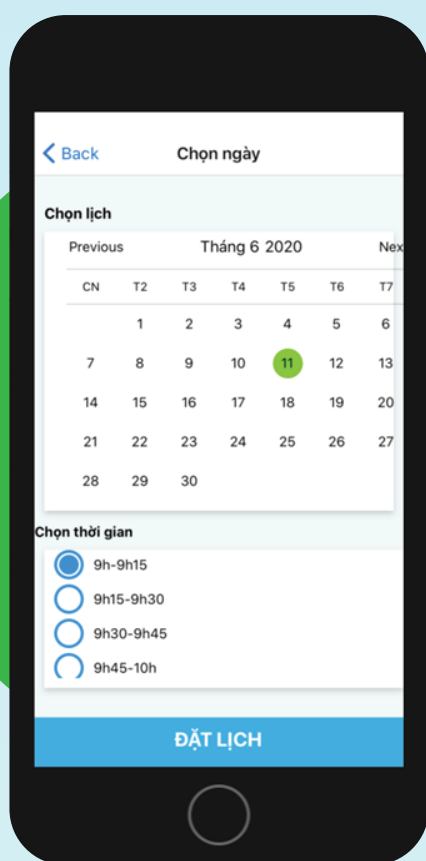 Back Chọn ngày
Chọn lịch
Previous Tháng 6 2020 Nex
CN T2 T3 T4 T5 T6 T7
1 2 3 4 5 6
7 8 9 10 11 12 13
14 15 16 17 18 19 20
21 22 23 24 25 26 27
28 29 30
Chọn thời gian
9h-9h15
9h15-9h30
9h30-9h45
9h45-10h
ĐẶT LỊCH